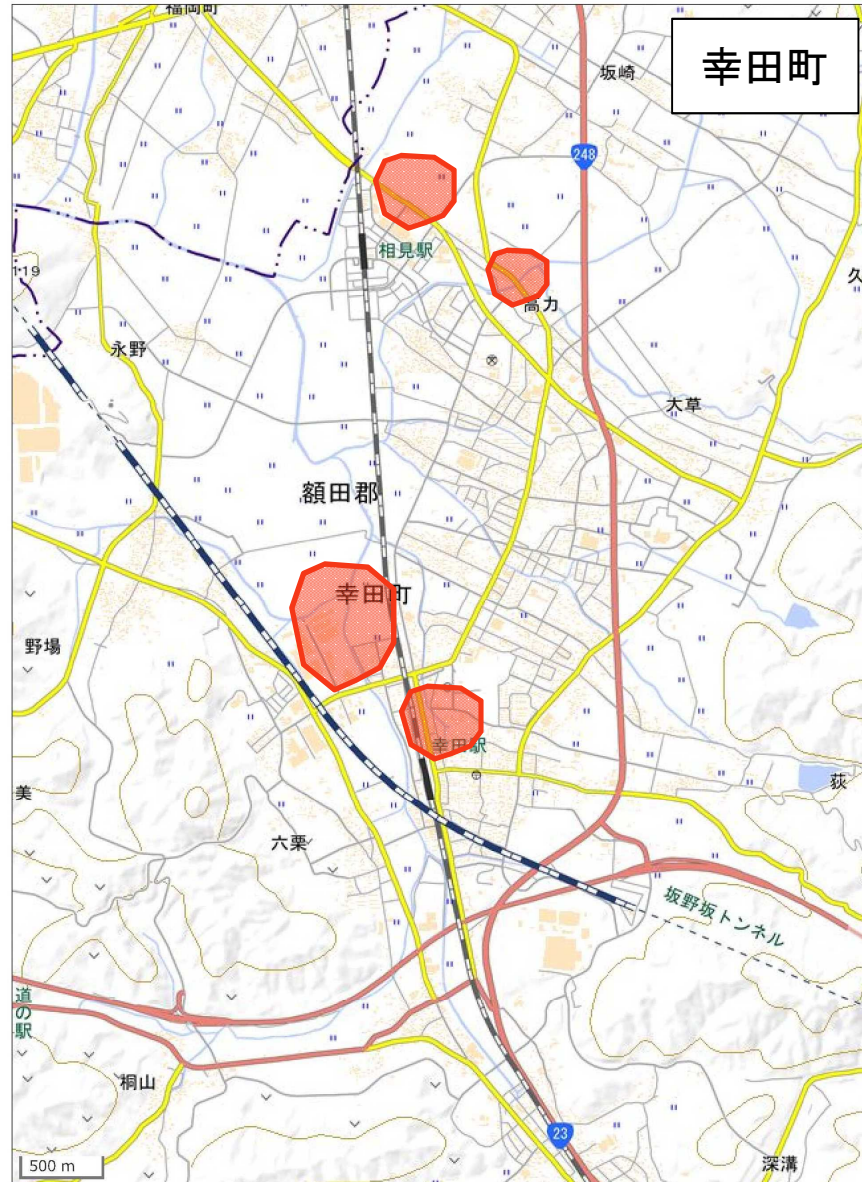 幸田町
福岡町
坂崎
248
相見駅
119
久
高力
永野
大草
額田郡
幸田町
野場
幸田駅
美
荻
六栗
坂野坂トンネル
道の駅
桐山
23
500 m
深溝